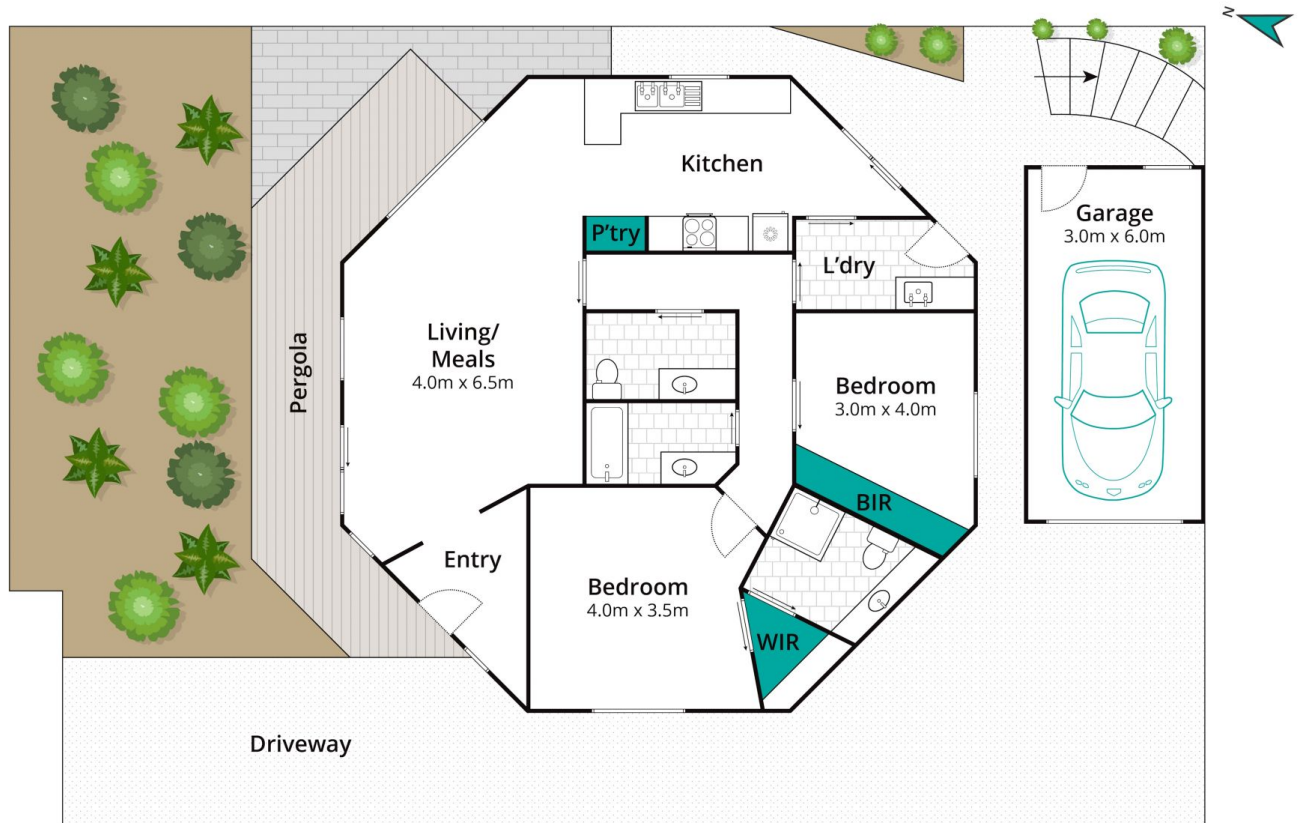 N
Kitchen
Garage
3.0m x 6.0m
P'try
L'dry
Living/
Meals
4.0m x 6.5m
Pergola
Bedroom
3.0m x 4.0m
BIR
Entry
Bedroom
4.0m x 3.5m
WIR
Driveway